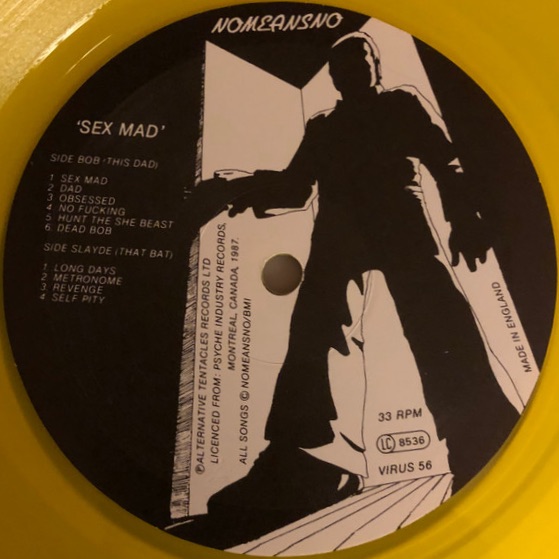 NOMEANSNO
'SEX MAD'
SIDE BOB (THIS DAD)
1 SEX MAD
2 DAD
3 OBSESSED
4 NO FUCKING
5 HUNT THE SHE BEAST
6. DEAD BOB
SIDE SLAYDE (THAT BAT)
1. LONG DAYS
2 METRONOME
3 REVENGE
4 SELF PITY
Ⓟ ALTERNATIVE TENTACLES RECORDS LTD
LICENCED FROM: PSYCHE INDUSTRY RECORDS,
MONTREAL, CANADA, 1987.
ALL SONGS © NOMEANSNO/BMI
MADE IN ENGLAND
33 RPM
LC 8536
VIRUS 56